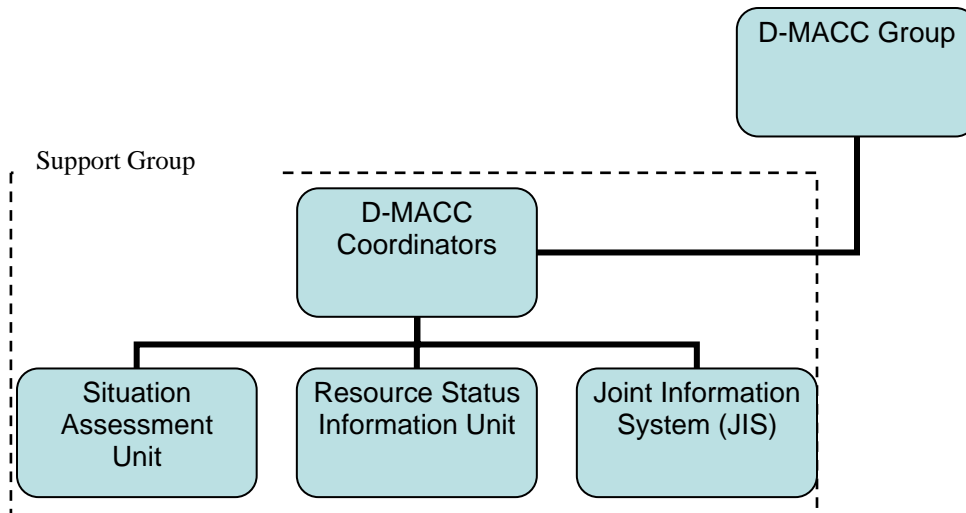 D-MACC Group
Support Group
D-MACC
Coordinators
Situation
Assessment
Unit
Resource Status
Information Unit
Joint Information
System (JIS)